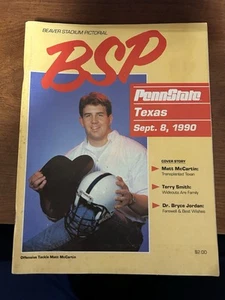 BEAVER STADIUM PICTORIAL
BSP
PennState
Texas
Sept. 8, 1990
COVER STORY
Matt McCartin:
Transplanted Texan
Terry Smith:
Wideouts Are Family
Dr. Bryce Jordan:
Farewell & Best Wishes
Offensive Tackle Matt McCartin
$2.00